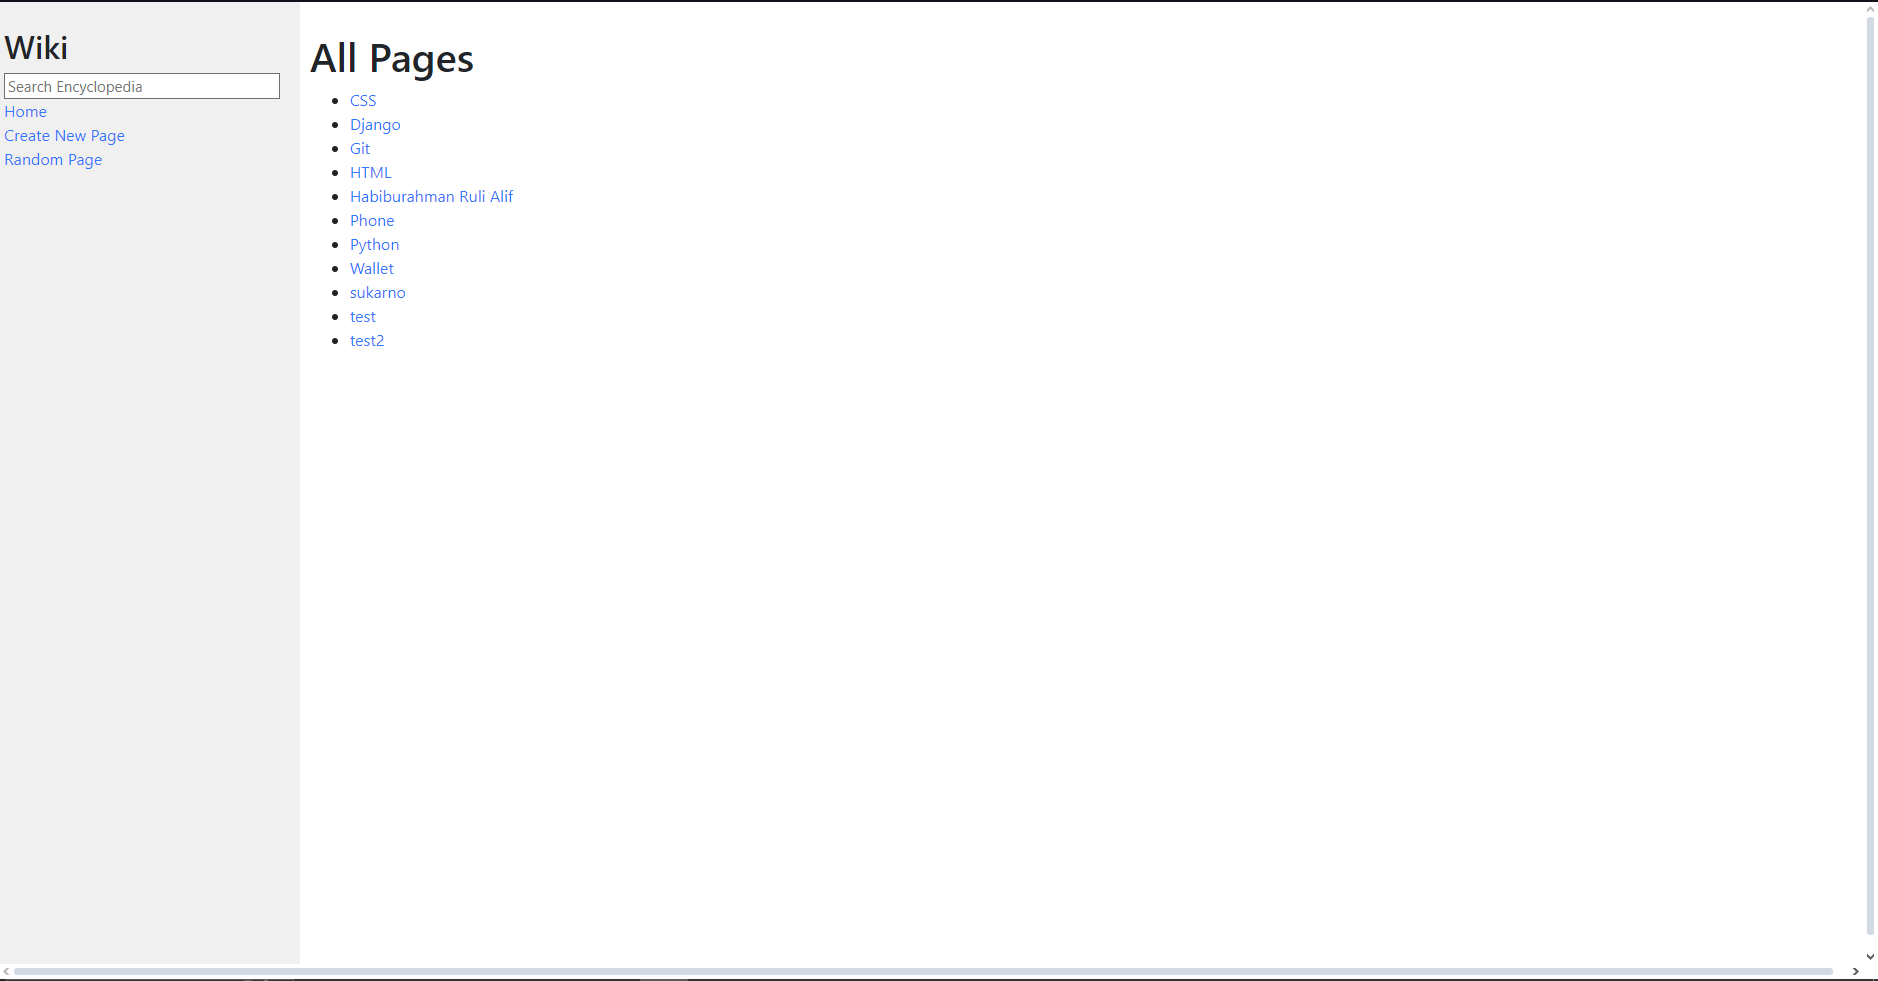 Wiki
Search Encyclopedia
Home
Create New Page
Random Page
All Pages
CSS
Django
Git
HTML
Habiburahman Ruli Alif
Phone
Python
Wallet
sukarno
test
test2